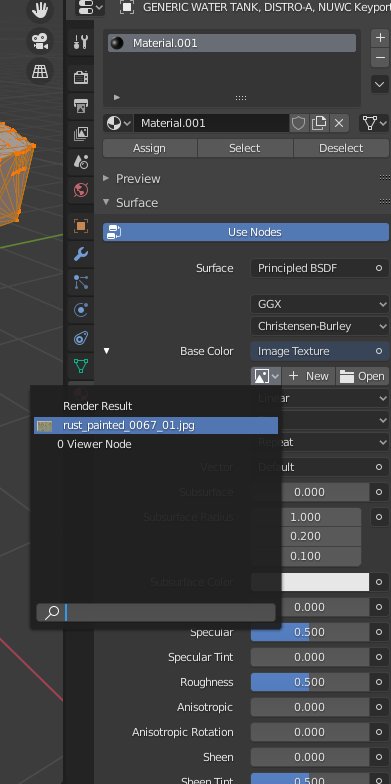 GENERIC WATER TANK, DISTRO-A, NUWC Keyport
Material.001
Material.001
Assign Select Deselect
Preview
Surface
Use Nodes
Surface Principled BSDF
GGX
Christensen-Burley
Base Color Image Texture
New Open
Linear
Render Result
rust_painted_0067_01.jpg
0 Viewer Node
Repeat
Vector Default
Subsurface 0.000
Subsurface Radius 1.000
0.200
0.100
Subsurface Color
0.000
Specular 0.500
Specular Tint 0.000
Roughness 0.500
Anisotropic 0.000
Anisotropic Rotation 0.000
Sheen 0.000
Sheen Tint 0.500